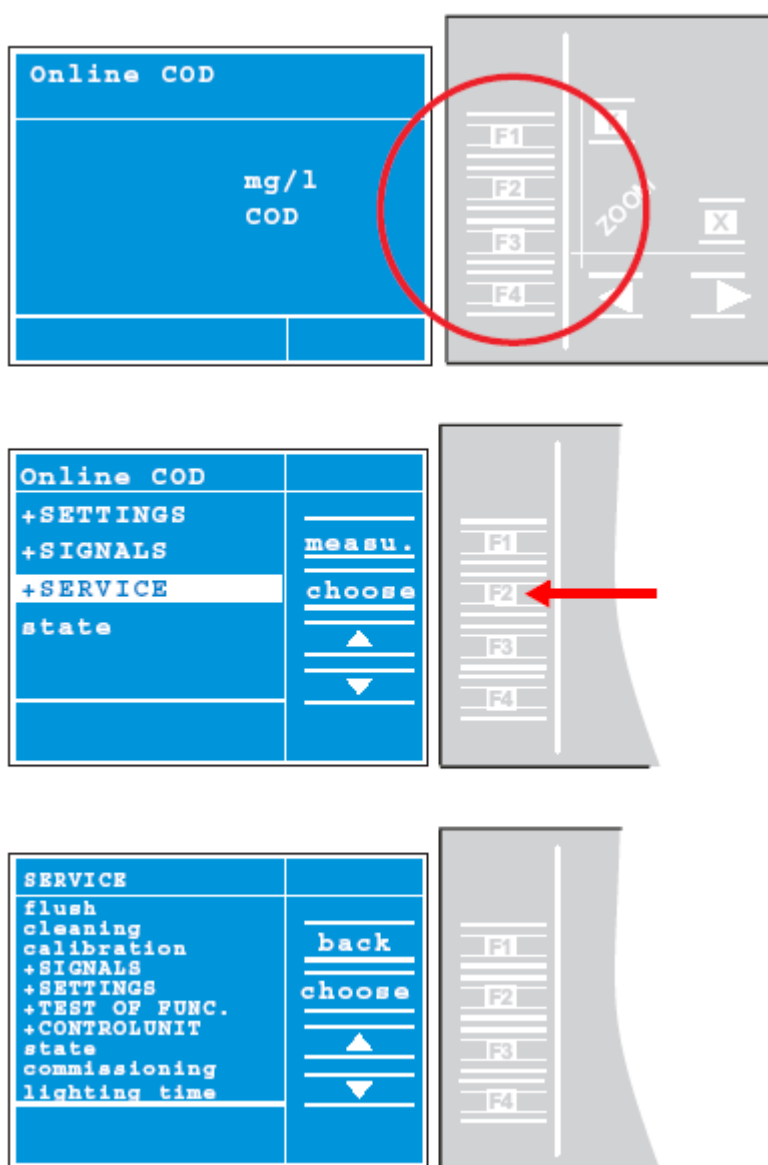 Online COD
mg/l
COD
F1
F2
F3
F4
Y
ZOOM
X
Online COD
+SETTINGS
+SIGNALS
+SERVICE
state
measu.
choose
F1
F2
F3
F4
SERVICE
flush
cleaning
calibration
+SIGNALS
+SETTINGS
+TEST OF FUNC.
+CONTROLUNIT
state
commissioning
lighting time
back
choose
F1
F2
F3
F4